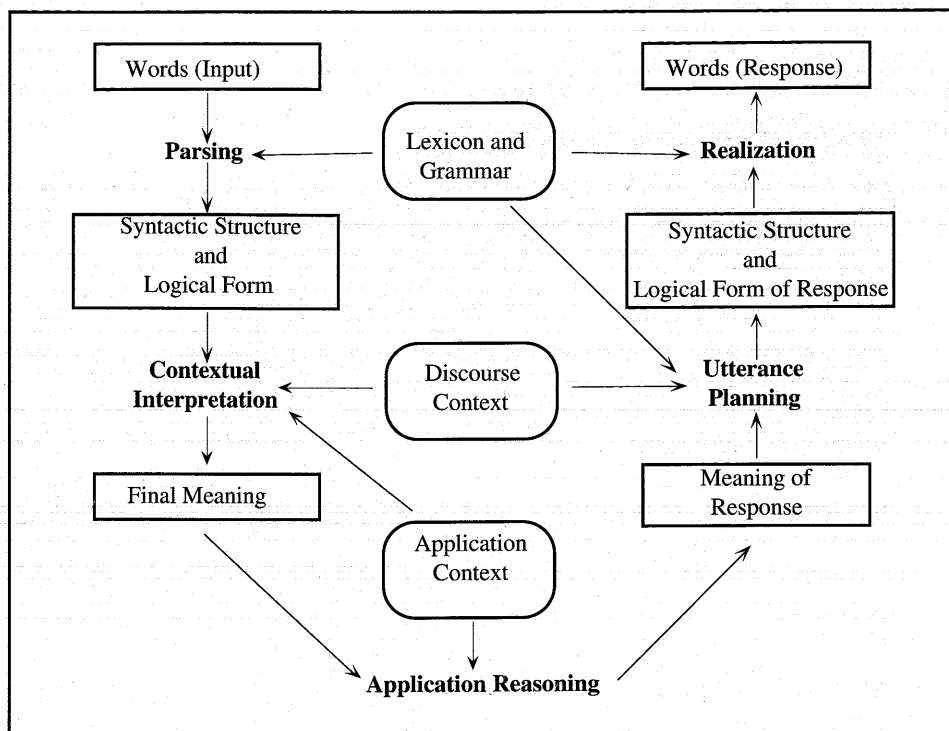 Words (Input)
Words (Response)
Parsing
Lexicon and
Grammar
Realization
Syntactic Structure
and
Logical Form
Syntactic Structure
and
Logical Form of Response
Contextual
Interpretation
Discourse
Context
Utterance
Planning
Final Meaning
Meaning of
Response
Application
Context
Application Reasoning